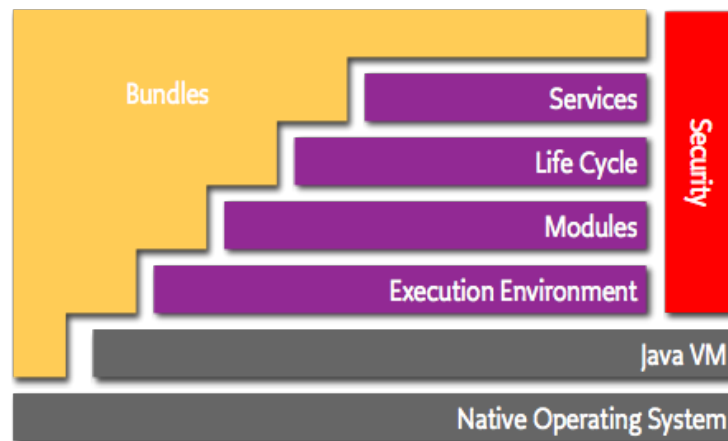 Bundles
Services
Life Cycle
Modules
Execution Environment
Security
Java VM
Native Operating System